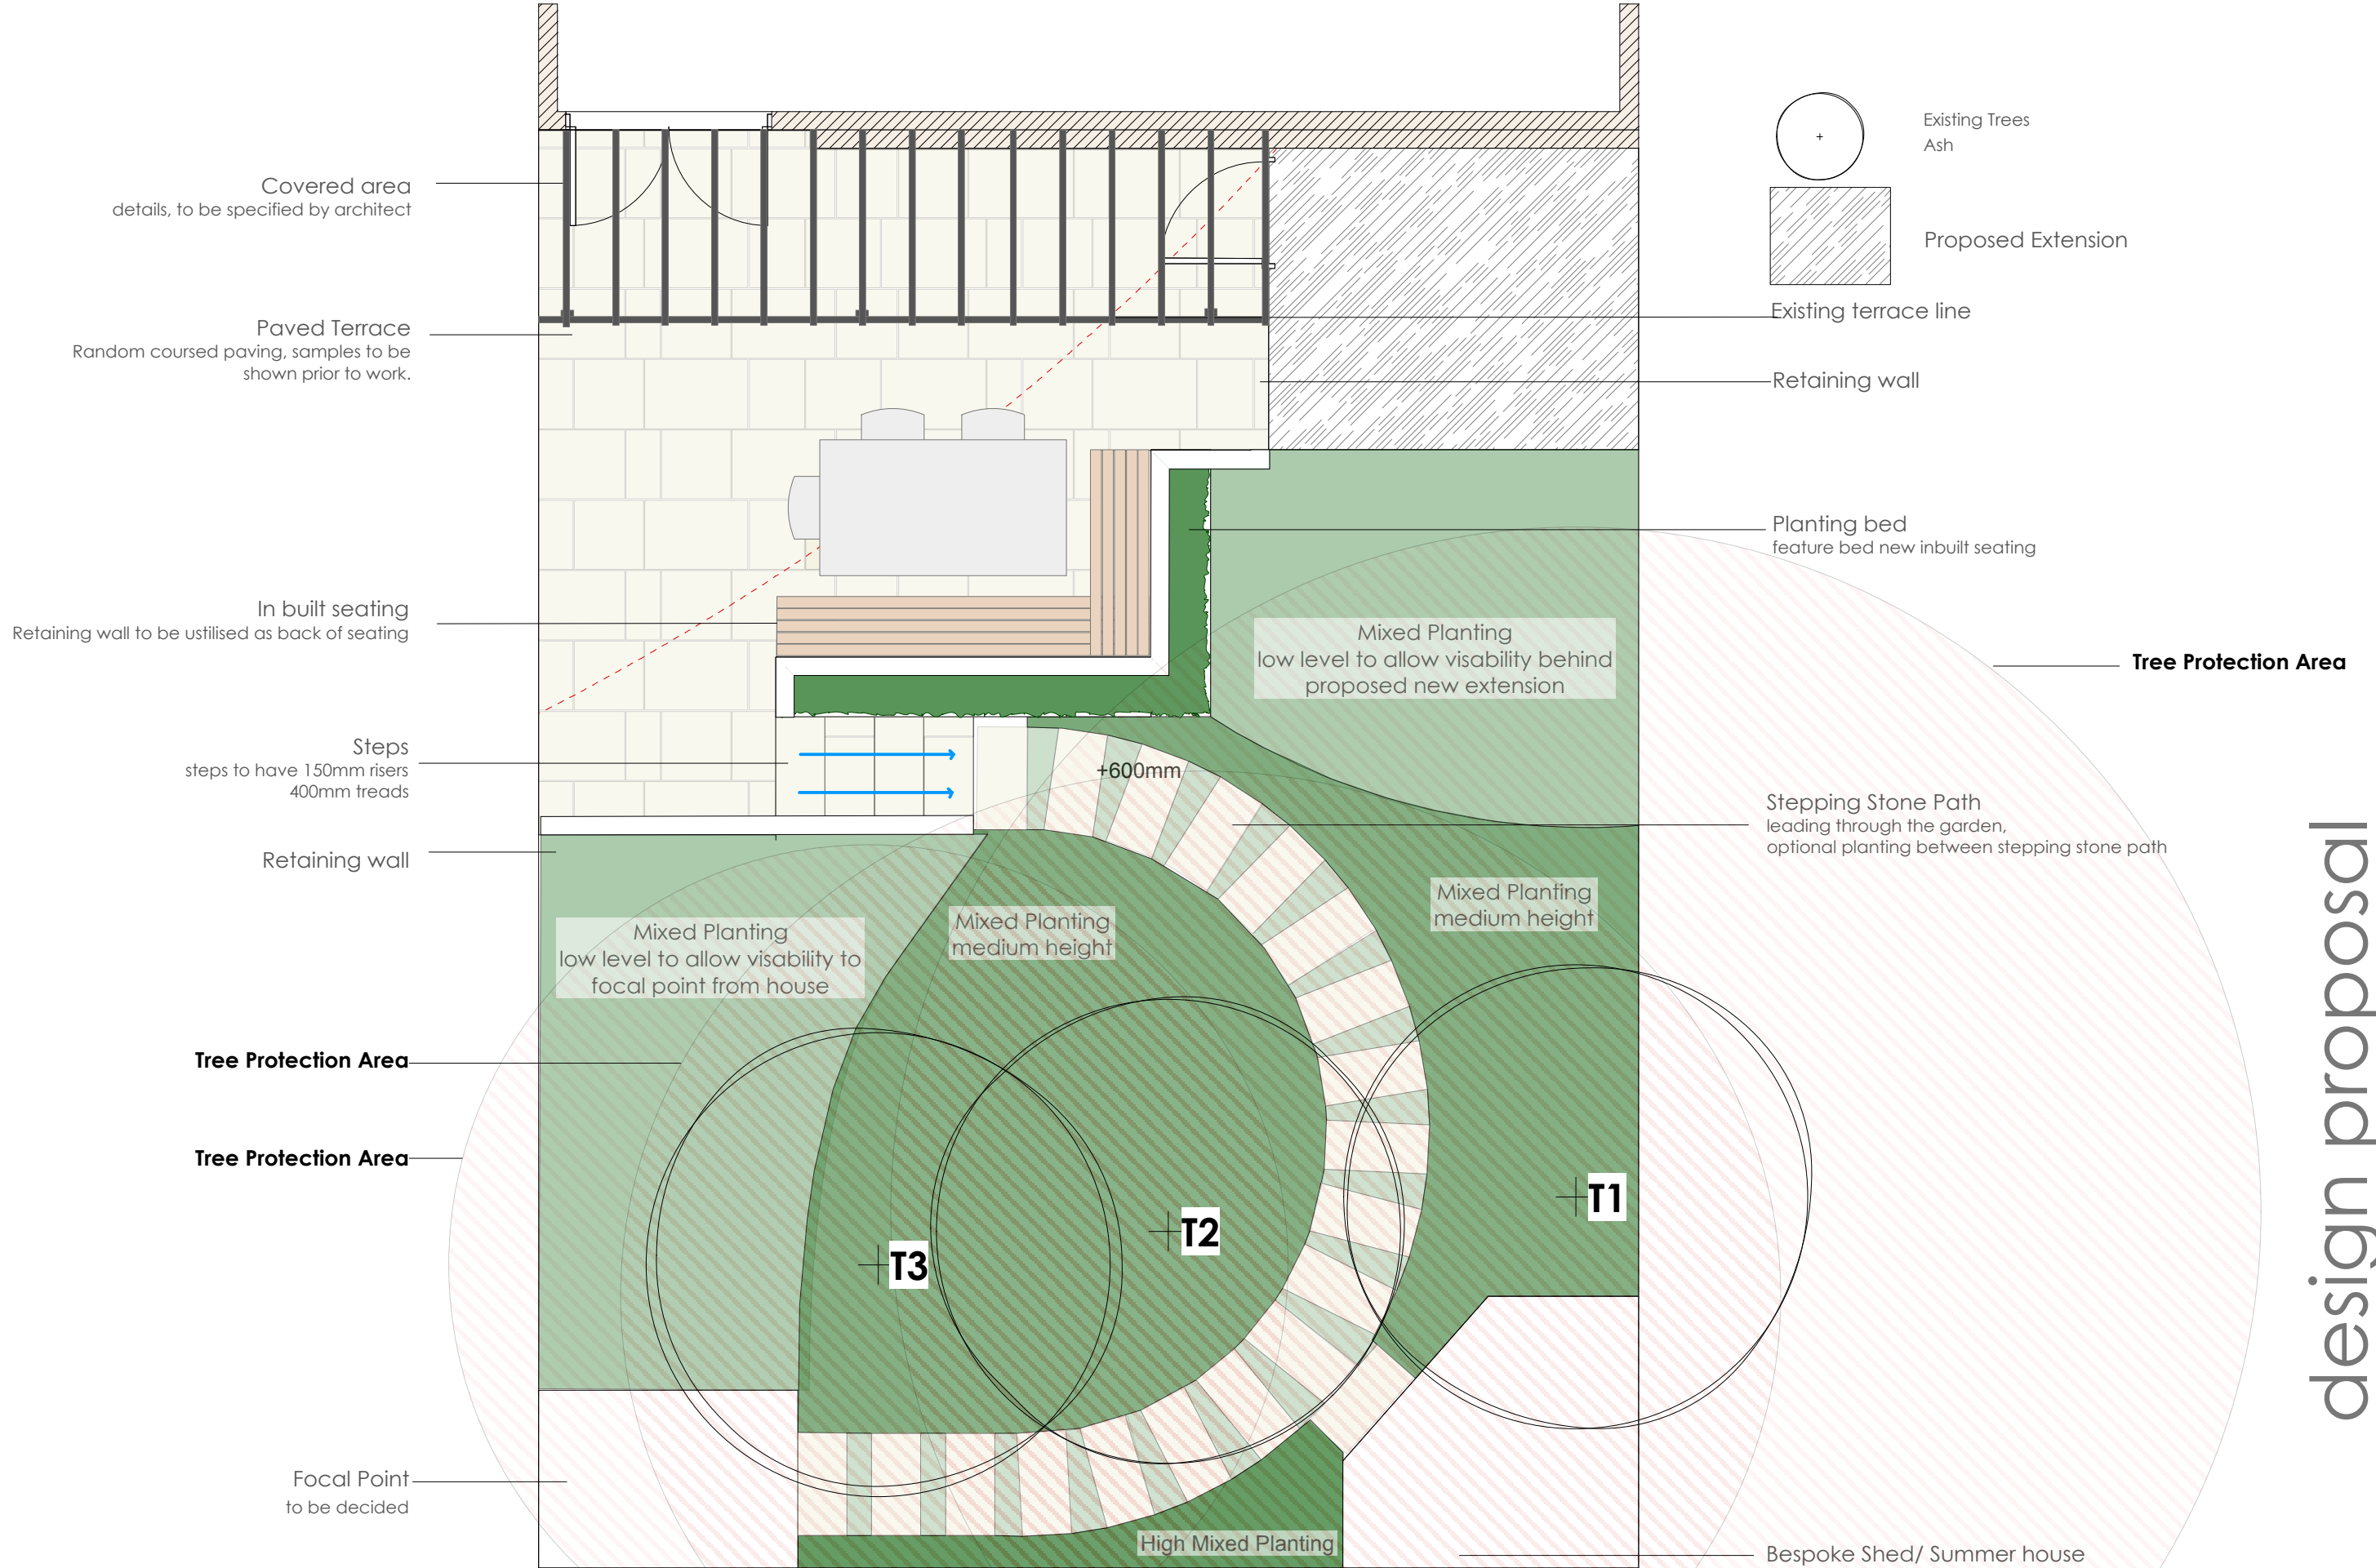 Existing Trees
Ash
Proposed Extension
Covered area
details, to be specified by architect
Existing terrace line
Paved Terrace
Random coursed paving, samples to be
shown prior to work.
Retaining wall
Planting bed
feature bed new inbuilt seating
In built seating
Retaining wall to be ustilised as back of seating
Mixed Planting
low level to allow visability behind
proposed new extension
Tree Protection Area
Steps
steps to have 150mm risers
400mm treads
+600mm
Stepping Stone Path
leading through the garden,
optional planting between stepping stone path
Retaining wall
Mixed Planting
low level to allow visability to
focal point from house
Mixed Planting
medium height
Mixed Planting
medium height
Tree Protection Area
Tree Protection Area
T1
T2
T3
Focal Point
to be decided
High Mixed Planting
Bespoke Shed/ Summer house
design proposal